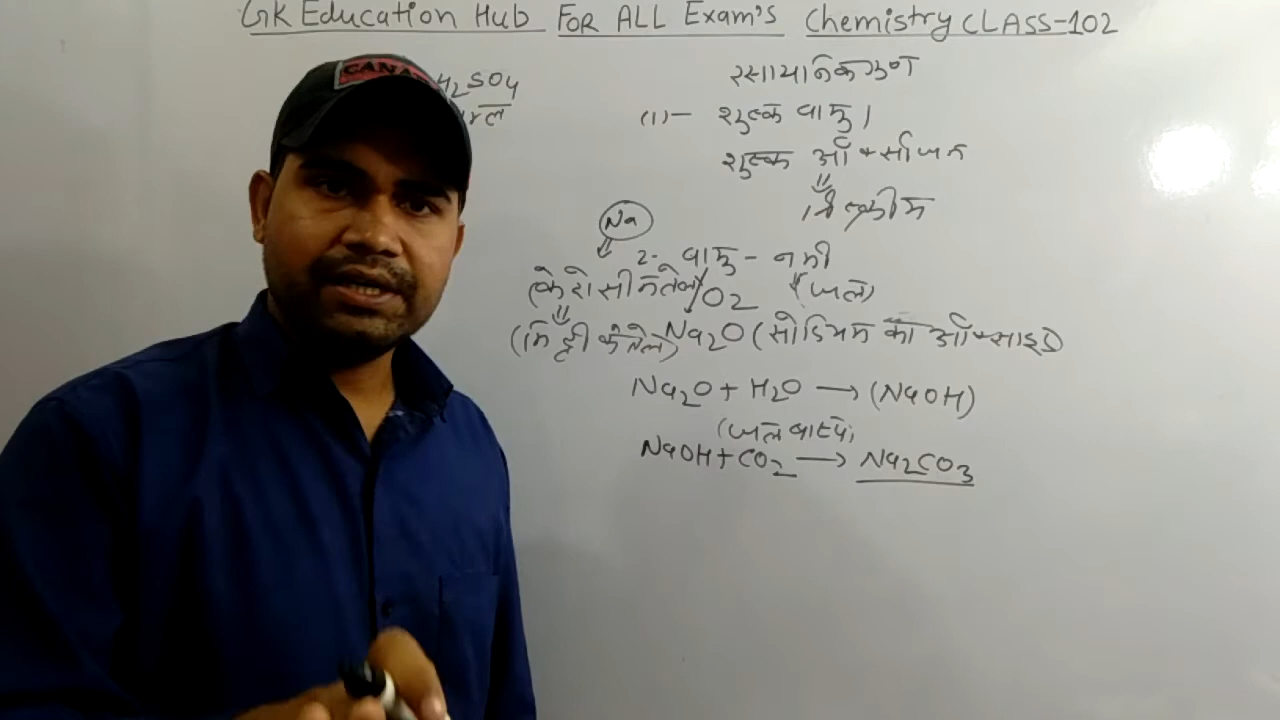 GK Education Hub FOR ALL Exam's Chemistry CLASS-102
CANA
H2SO4
रसायनिक गुण
(1)- शुष्क वायु।
शुष्क ऑक्सीजन
निष्क्रीय
Na
2- वायु - नमी
(केरोसीन तेल) O2 (जल)
(मिट्टी के तेल) Na2O (सोडियम का ऑक्साइड)
Na2O + H2O → (NaOH)
(जलवाष्प)
NaOH + CO2 → Na2CO3